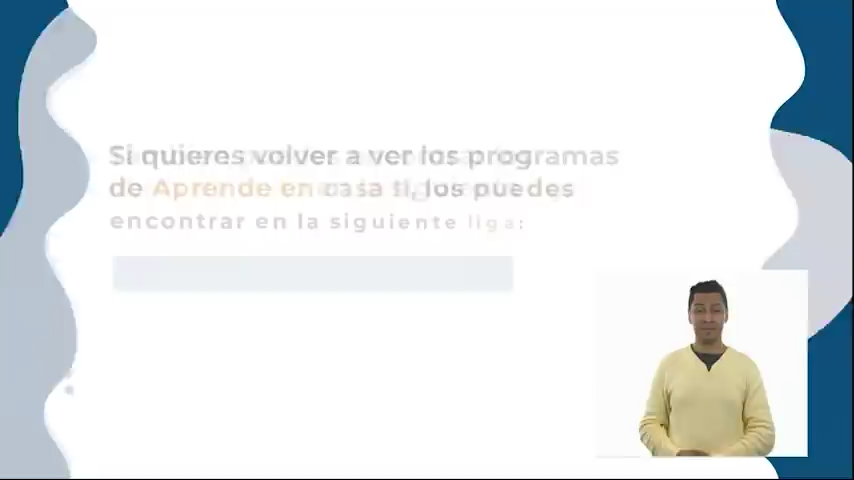 Si quieres volver a ver los programas
de Aprende en casa II, los puedes
encontrar en la siguiente liga: